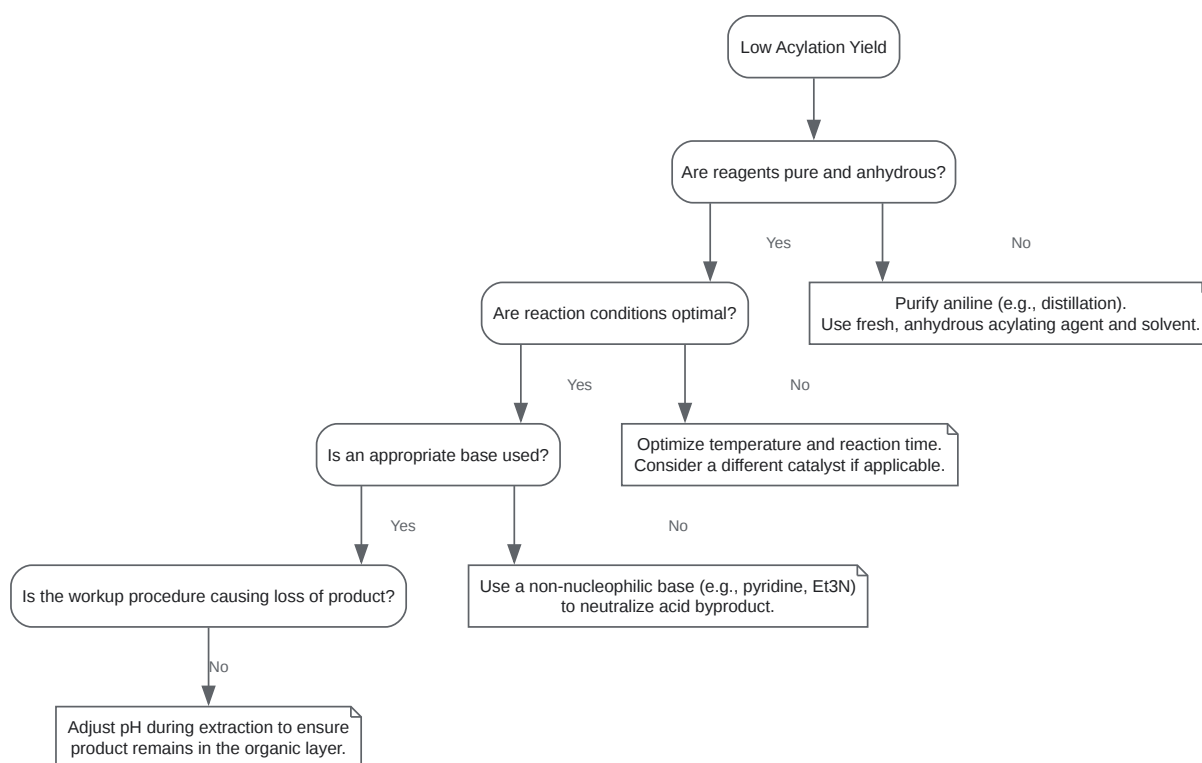 Low Acylation Yield
Are reagents pure and anhydrous?
Yes
No
Are reaction conditions optimal?
Purify aniline (e.g., distillation).
Use fresh, anhydrous acylating agent and solvent.
Yes
No
Is an appropriate base used?
Optimize temperature and reaction time.
Consider a different catalyst if applicable.
Yes
No
Is the workup procedure causing loss of product?
Use a non-nucleophilic base (e.g., pyridine, Et3N)
to neutralize acid byproduct.
No
Adjust pH during extraction to ensure
product remains in the organic layer.